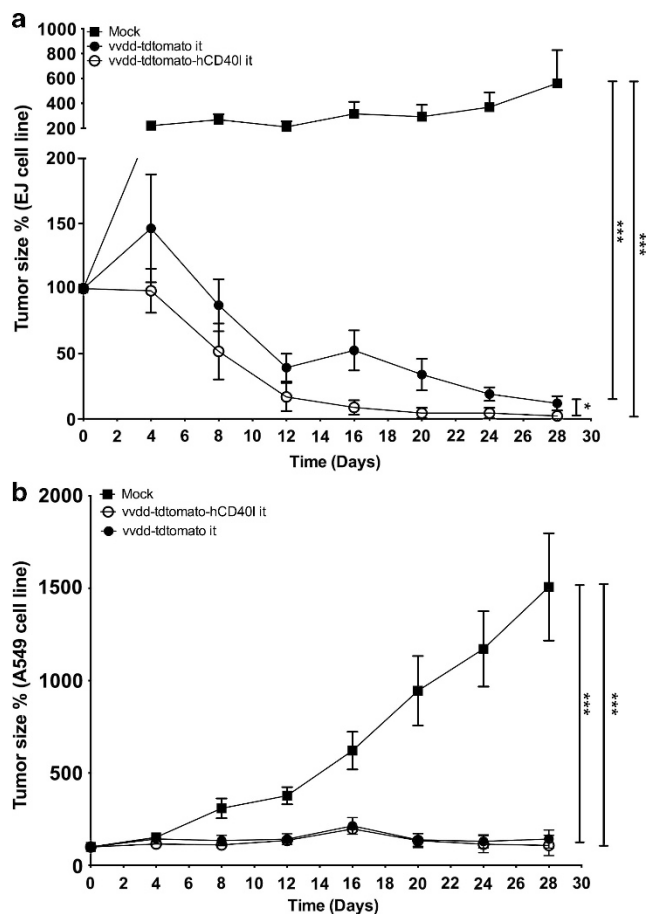 a
Mock
vvdd-tdtomato it
vvdd-tdtomato-hCD40l it
Tumor size % (EJ cell line)
1000
800
600
400
200
200
150
100
50
0
0 2 4 6 8 10 12 14 16 18 20 22 24 26 28 30
Time (Days)
***
***
*
b
Mock
vvdd-tdtomato-hCD40l it
vvdd-tdtomato it
Tumor size % (A549 cell line)
2000
1500
1000
500
0
0 2 4 6 8 10 12 14 16 18 20 22 24 26 28 30
Time (Days)
***
***